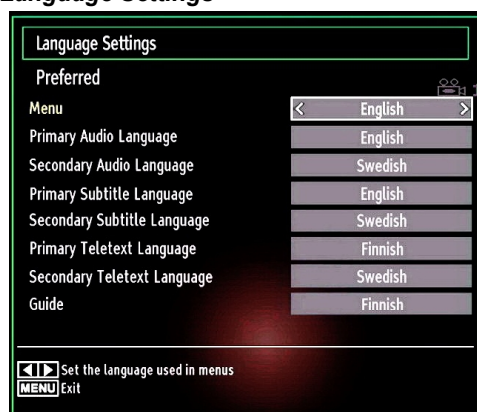 Language Settings
Language Settings
Preferred
Menu < English >
Primary Audio Language English
Secondary Audio Language Swedish
Primary Subtitle Language English
Secondary Subtitle Language Swedish
Primary Teletext Language Finnish
Secondary Teletext Language Swedish
Guide Finnish
Set the language used in menus
MENU Exit